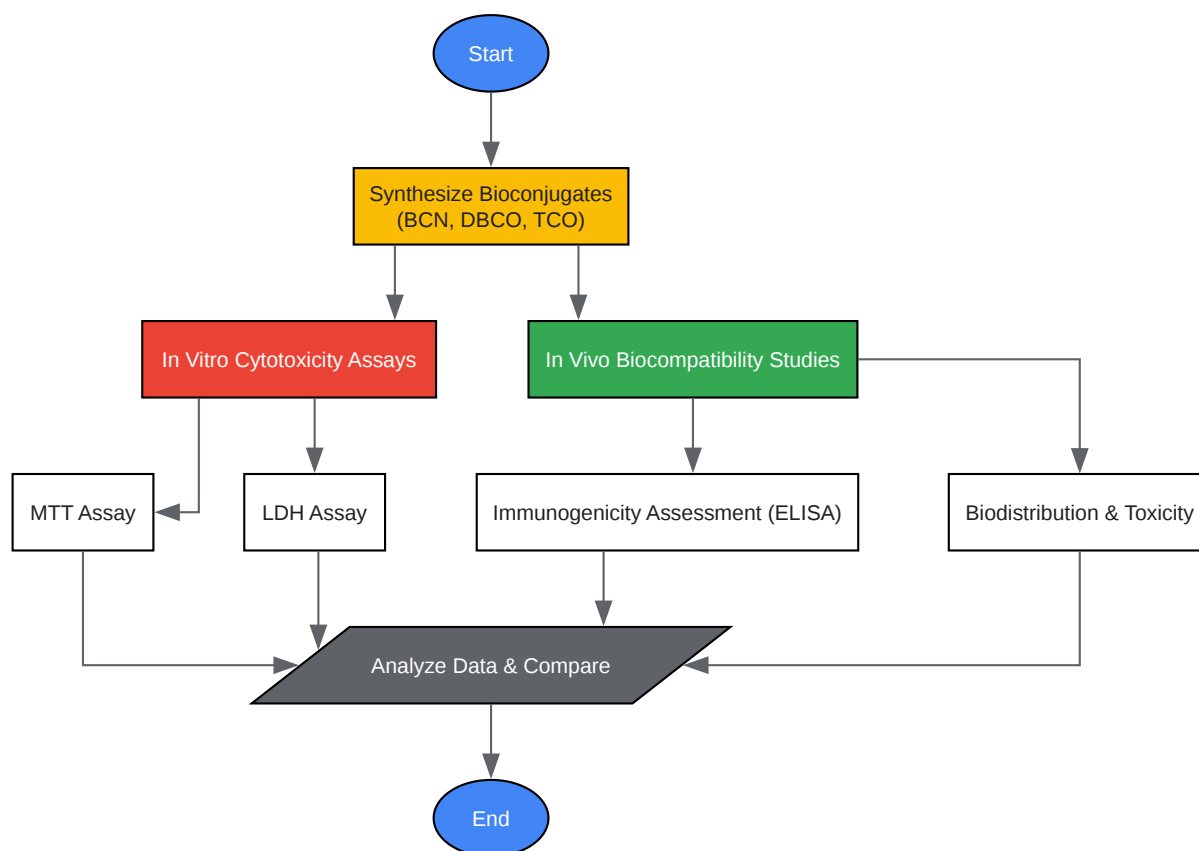 Start
Synthesize Bioconjugates
(BCN, DBCO, TCO)
In Vitro Cytotoxicity Assays
In Vivo Biocompatibility Studies
MTT Assay
LDH Assay
Immunogenicity Assessment (ELISA)
Biodistribution & Toxicity
Analyze Data & Compare
End